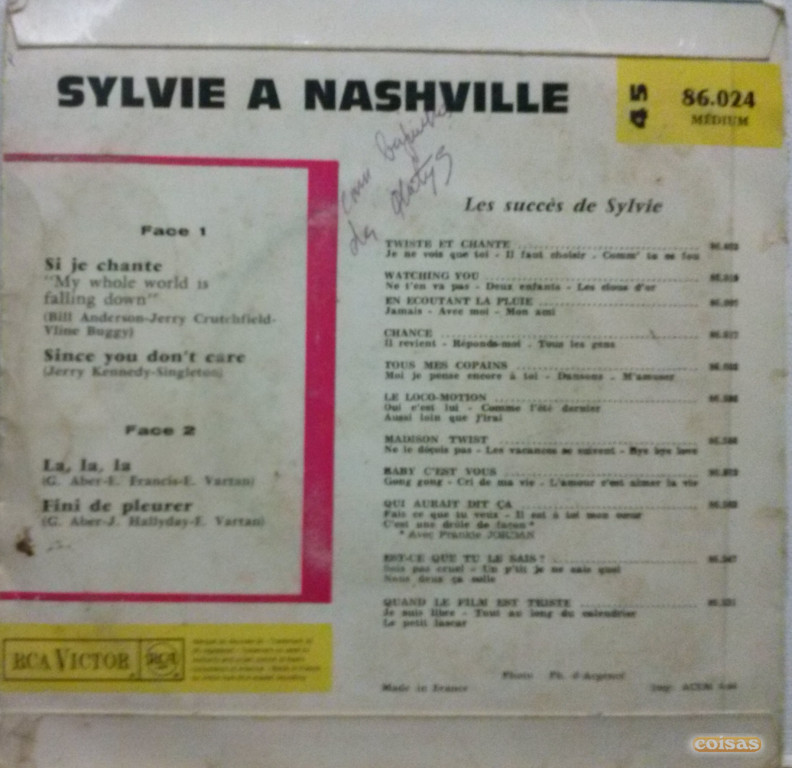 SYLVIE A NASHVILLE
45
86.024
MÉDIUM
Face 1
Si je chante
"My whole world is
falling down"
(Bill Anderson-Jerry Crutchfield-
Vline Buggy)
Since you don't care
(Jerry Kennedy-Singleton)
Face 2
La, la, la
(G. Aber-E. Francis-E. Vartan)
Fini de pleurer
(G. Aber-J. Hallyday-E. Vartan)
RCA VICTOR
RCA
Les succès de Sylvie
TWISTE ET CHANTE
Je ne vois que toi - Il faut choisir - Comm' tu es fou
WATCHING YOU
Ne t'en va pas - Deux enfants - Les clous d'or
EN ECOUTANT LA PLUIE
Jamais - Avec moi - Mon ami
CHANCE
Il revient - Réponds-moi - Tous les gens
TOUS MES COPAINS
Moi je pense encore à toi - Dansons - M'amuser
LE LOCO-MOTION
Oui c'est lui - Comme l'été dernier
Aussi loin que j'irai
MADISON TWIST
Ne le déçois pas - Les vacances se suivent - Bye bye love
BABY C'EST VOUS
Gong gong - Cri de ma vie - L'amour c'est aimer la vie
QUI AURAIT DIT ÇA
Fais ce que tu veux - Il est à toi mon cœur
C'est une drôle de façon*
* Avec Frankie JORDAN
EST-CE QUE TU LE SAIS ?
Sois pas cruel - Un p'tit je ne sais quoi
Nous deux ça colle
QUAND LE FILM EST TRISTE
Je suis libre - Tout au long du calendrier
Le petit lascar
Photo
Made in France
coisas